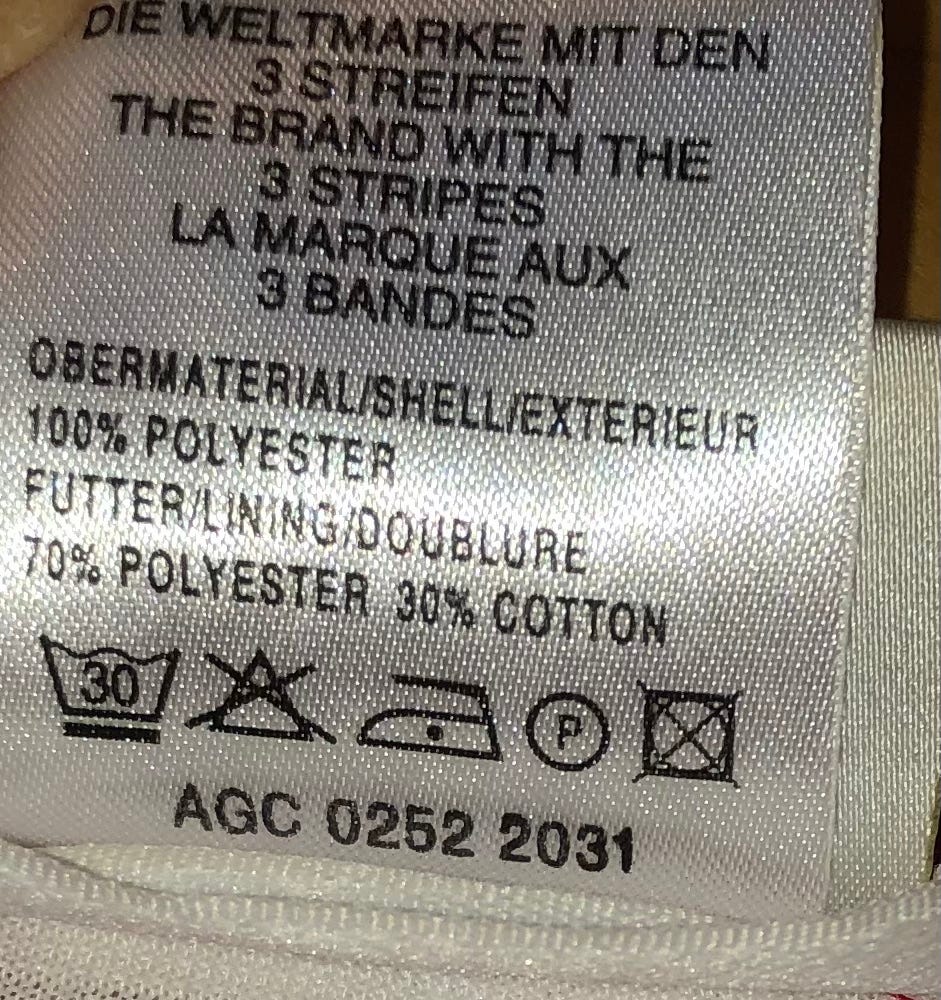 DIE WELTMARKE MIT DEN
3 STREIFEN
THE BRAND WITH THE
3 STRIPES
LA MARQUE AUX
3 BANDES
OBERMATERIAL/SHELL/EXTERIEUR
100% POLYESTER
FUTTER/LINING/DOUBLURE
70% POLYESTER 30% COTTON
30 P
AGC 0252 2031